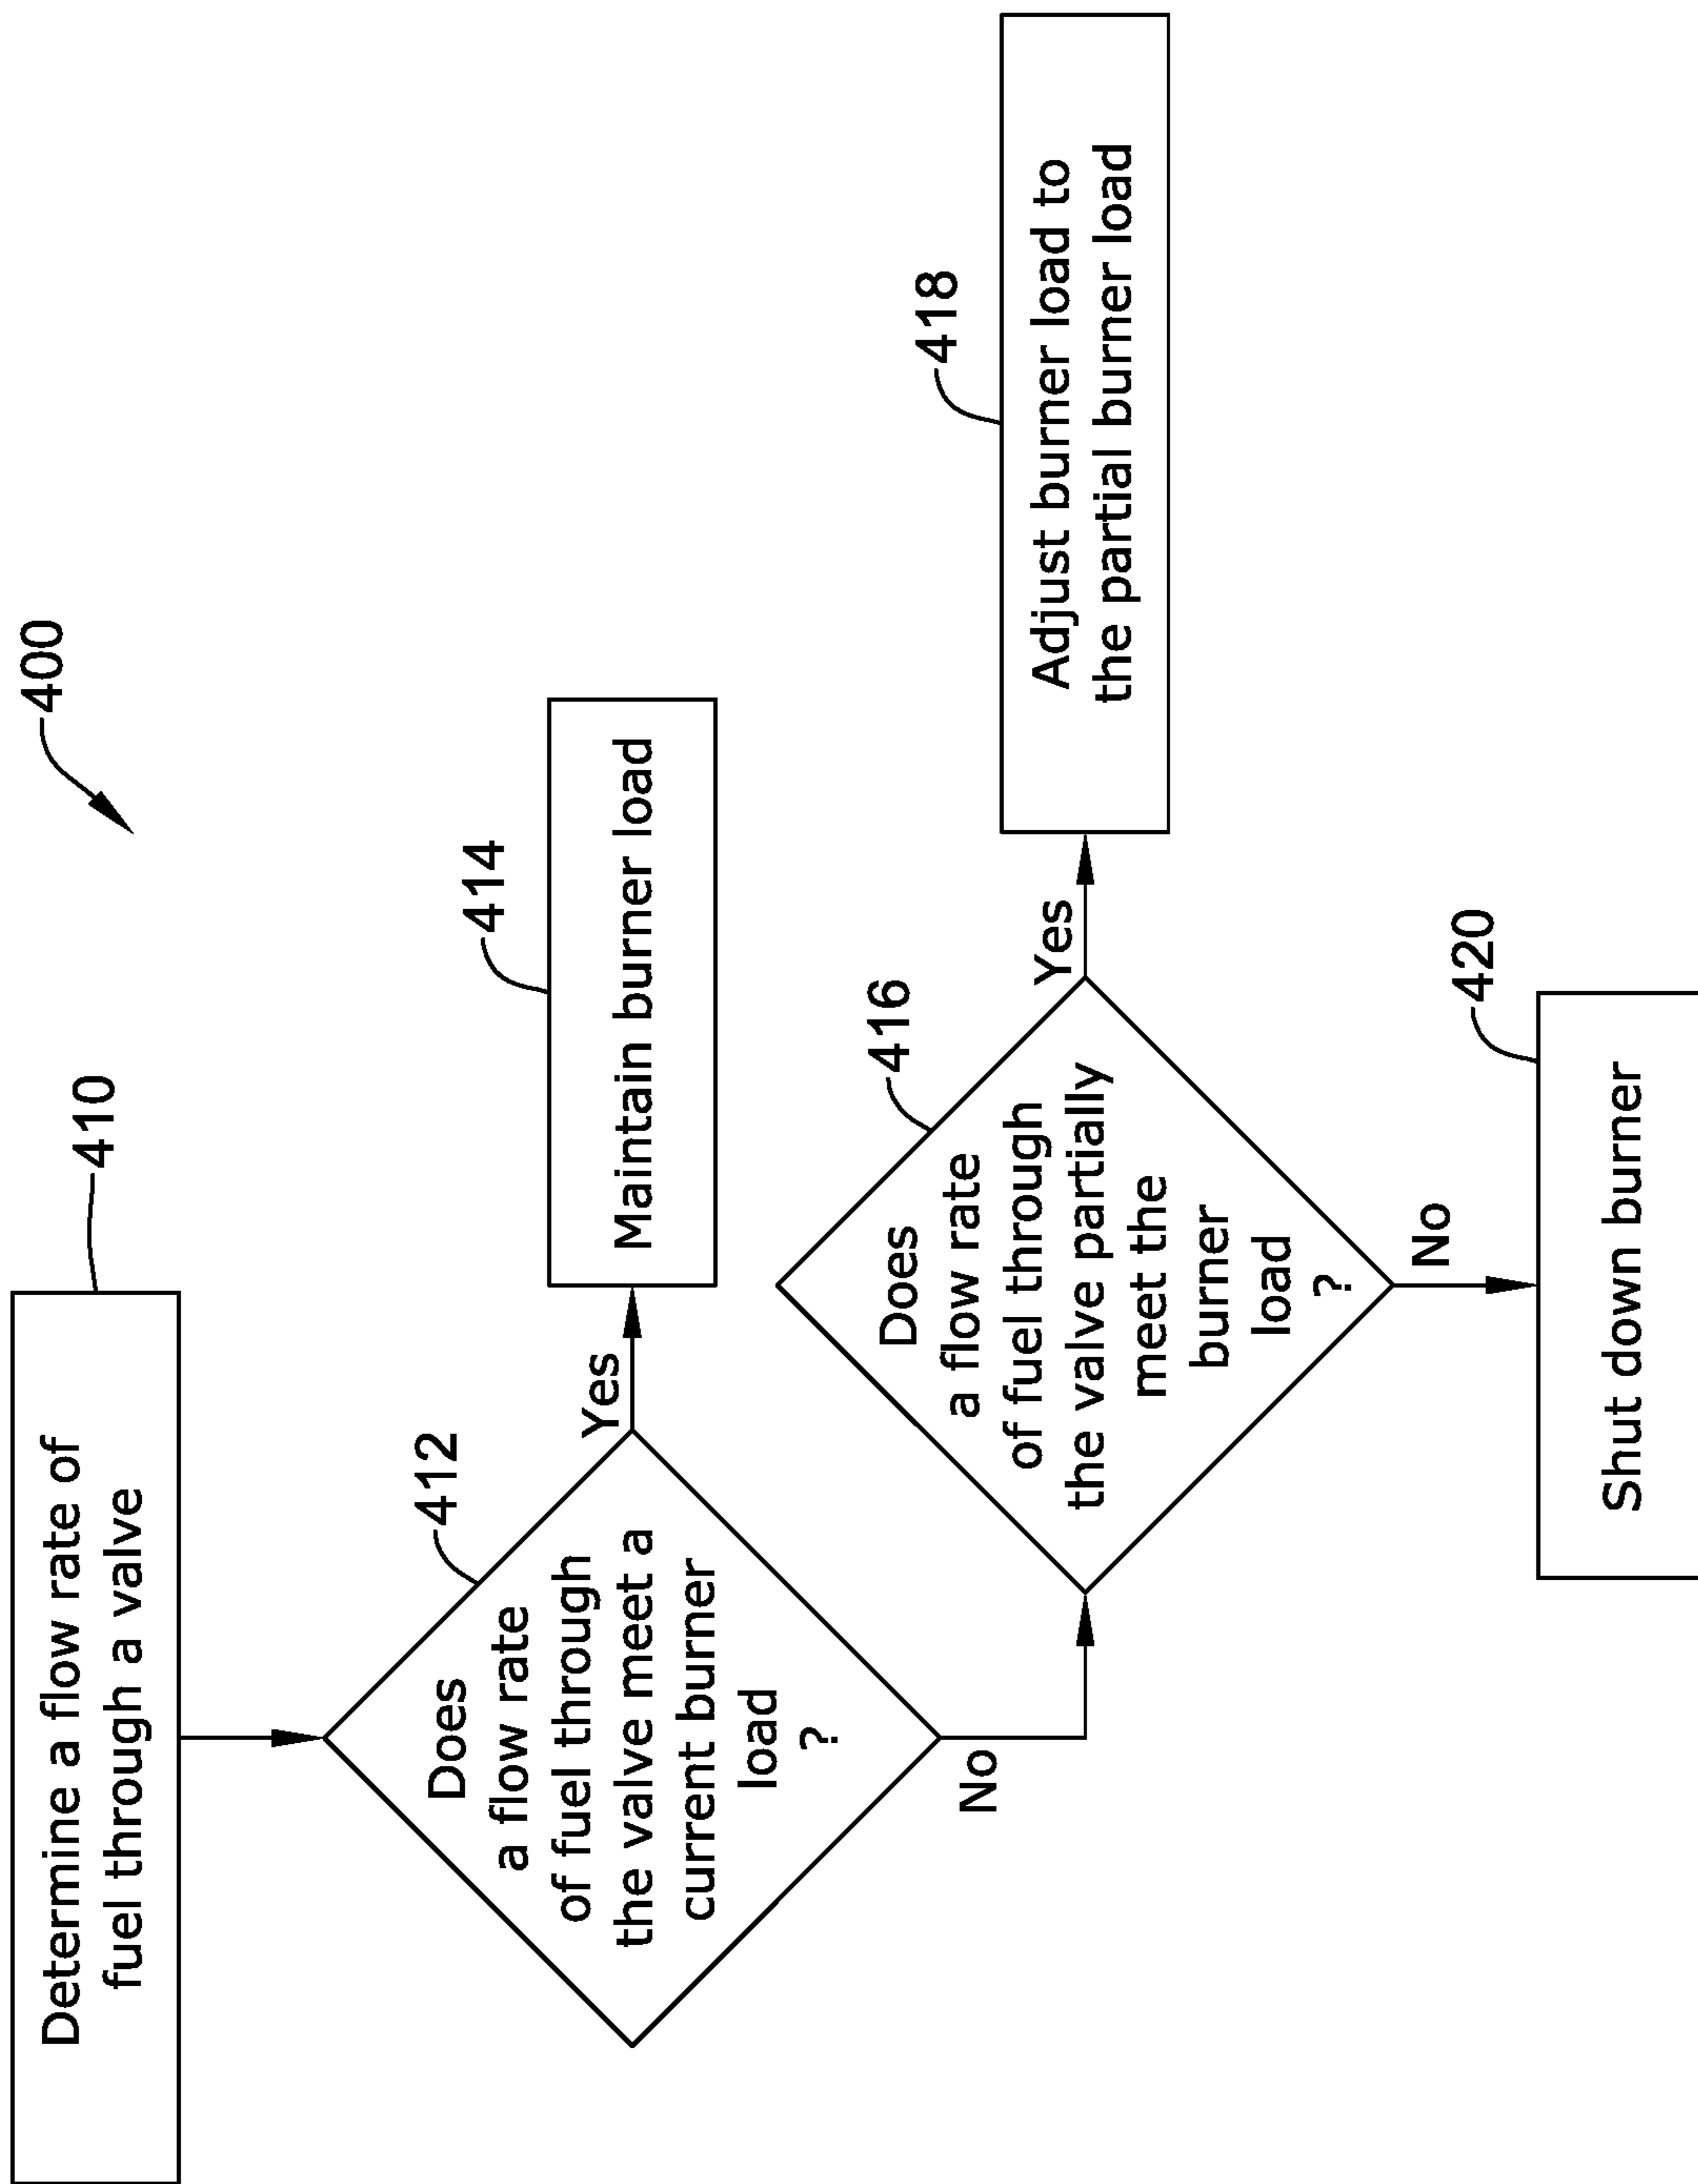 400
410
Determine a flow rate of
fuel through a valve
412
Does
a flow rate
of fuel through
the valve meet a
current burner
load
?
Yes
414
Maintain burner load
No
416
Does
a flow rate
of fuel through
the valve partially
meet the
burner
load
?
Yes
418
Adjust burner load to
the partial burner load
No
420
Shut down burner